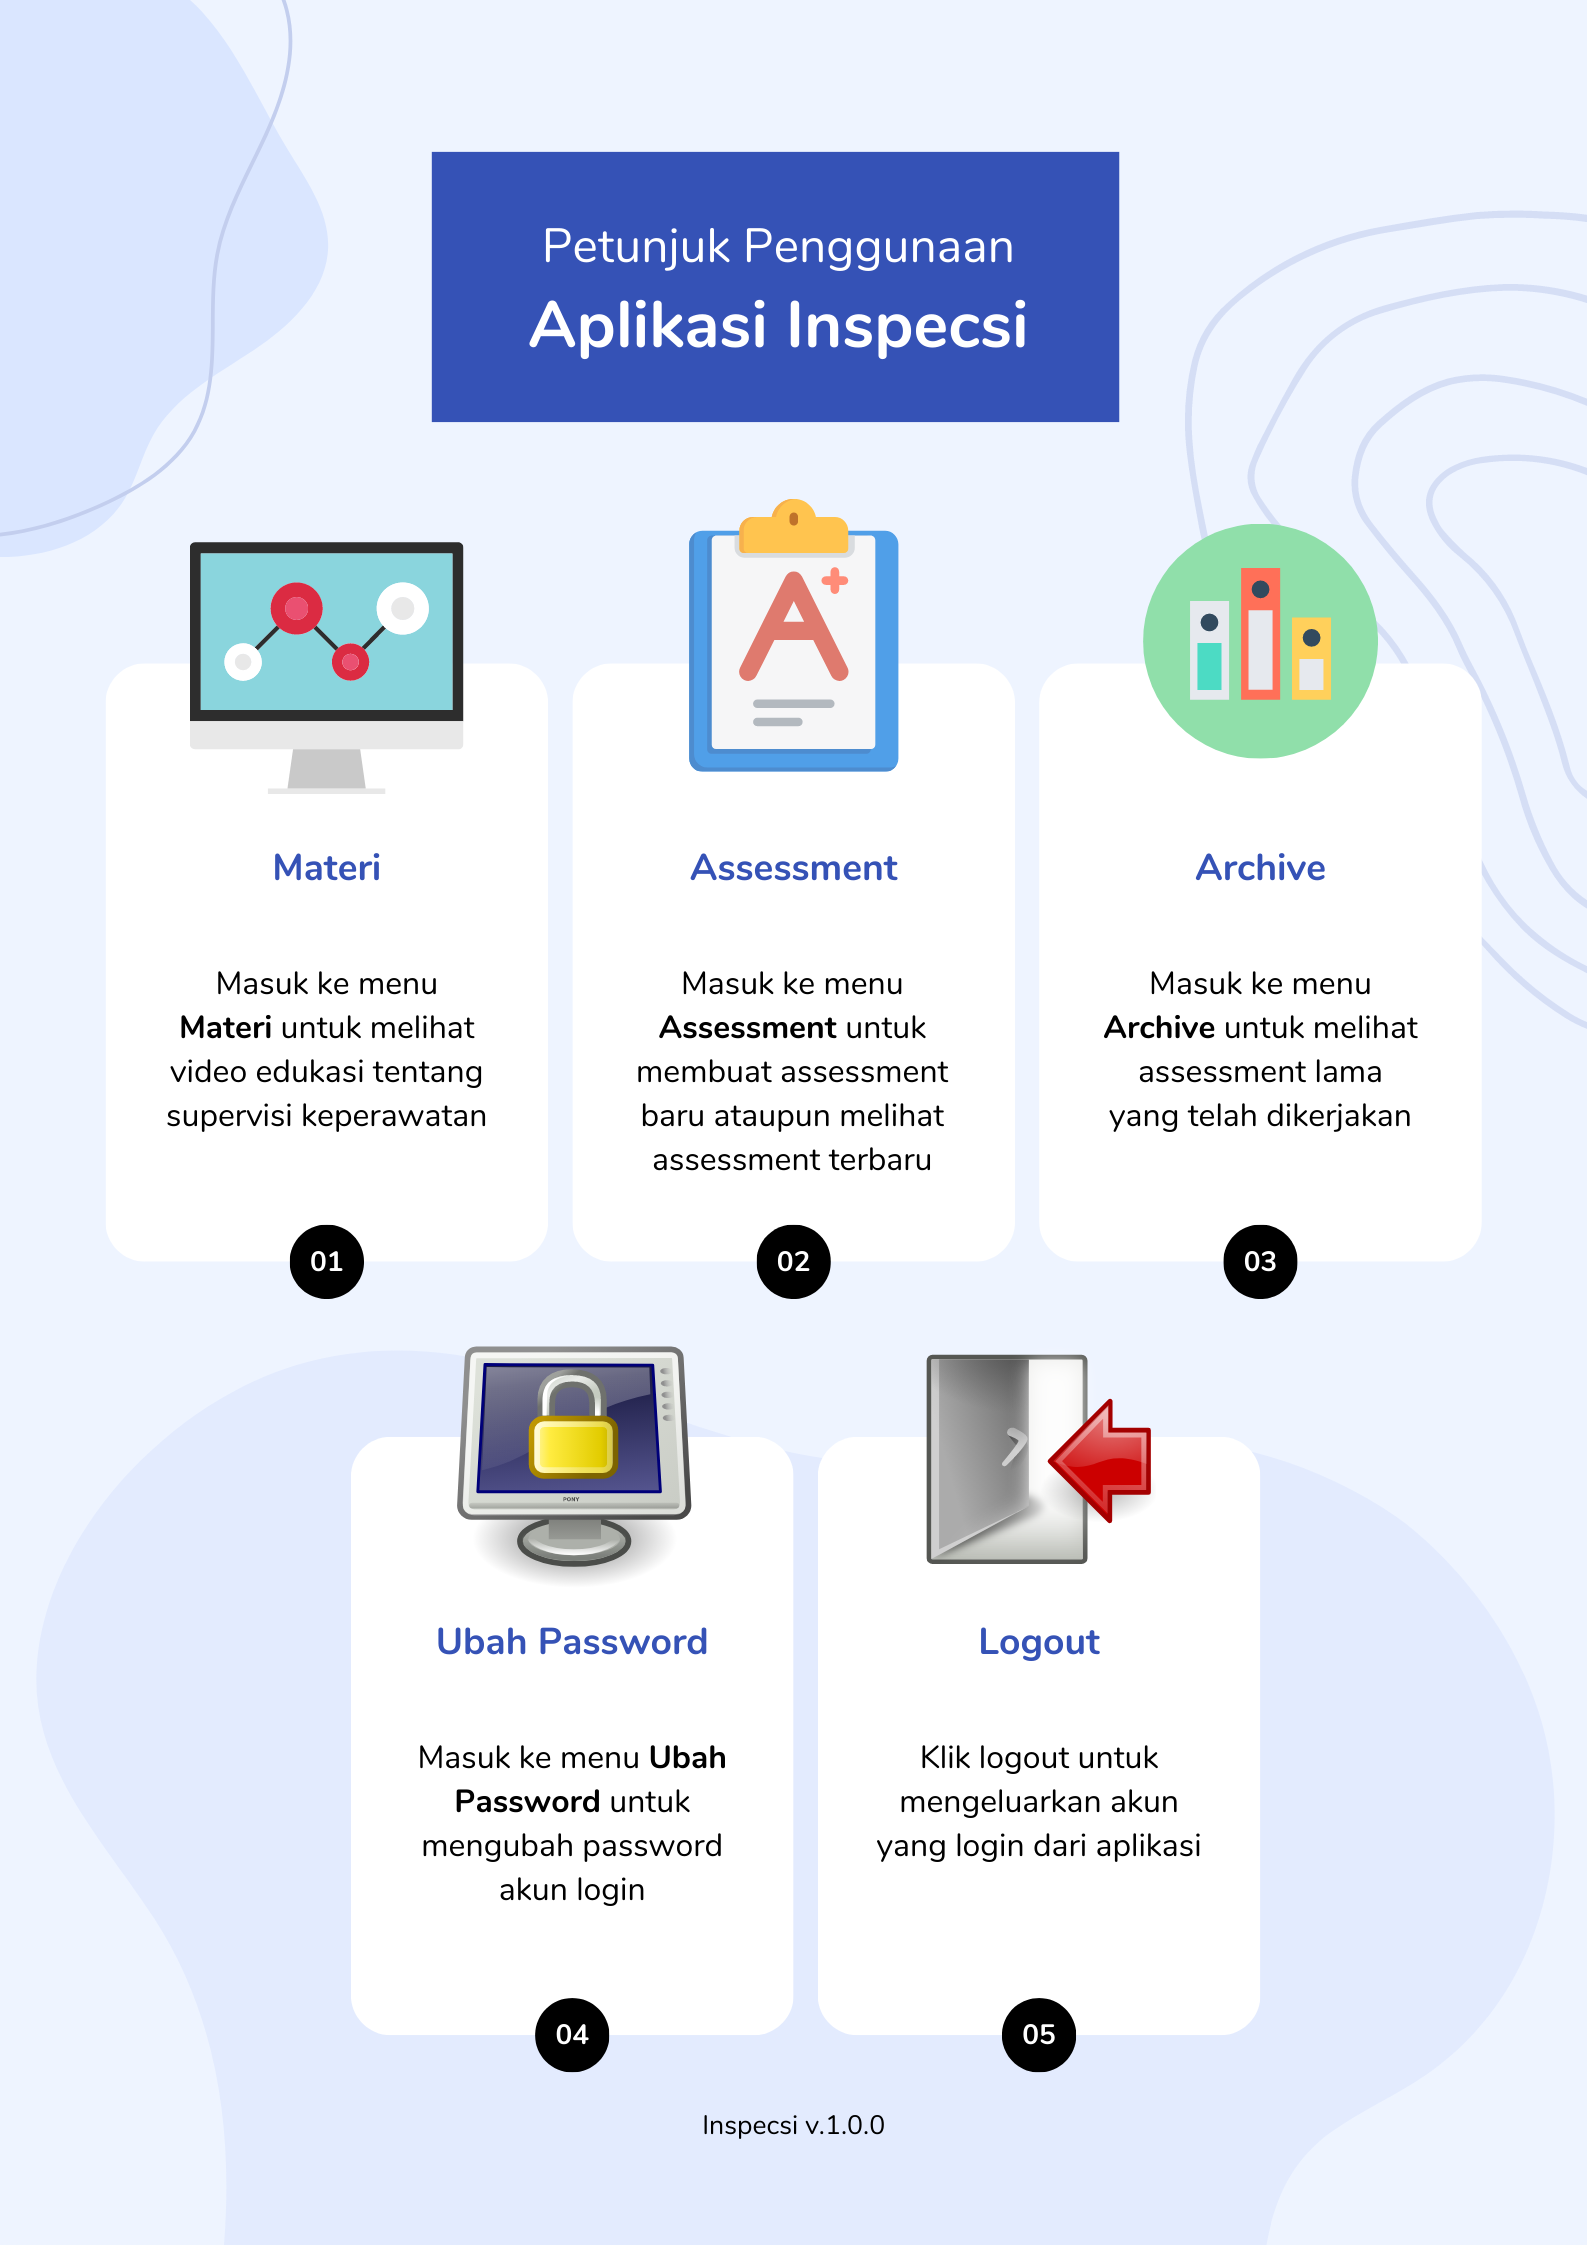 Petunjuk Penggunaan
Aplikasi Inspecsi
Materi
Masuk ke menu
Materi untuk melihat
video edukasi tentang
supervisi keperawatan
01
Assessment
Masuk ke menu
Assessment untuk
membuat assessment
baru ataupun melihat
assessment terbaru
02
Archive
Masuk ke menu
Archive untuk melihat
assessment lama
yang telah dikerjakan
03
PONY
Ubah Password
Masuk ke menu Ubah
Password untuk
mengubah password
akun login
04
Logout
Klik logout untuk
mengeluarkan akun
yang login dari aplikasi
05
Inspecsi v.1.0.0